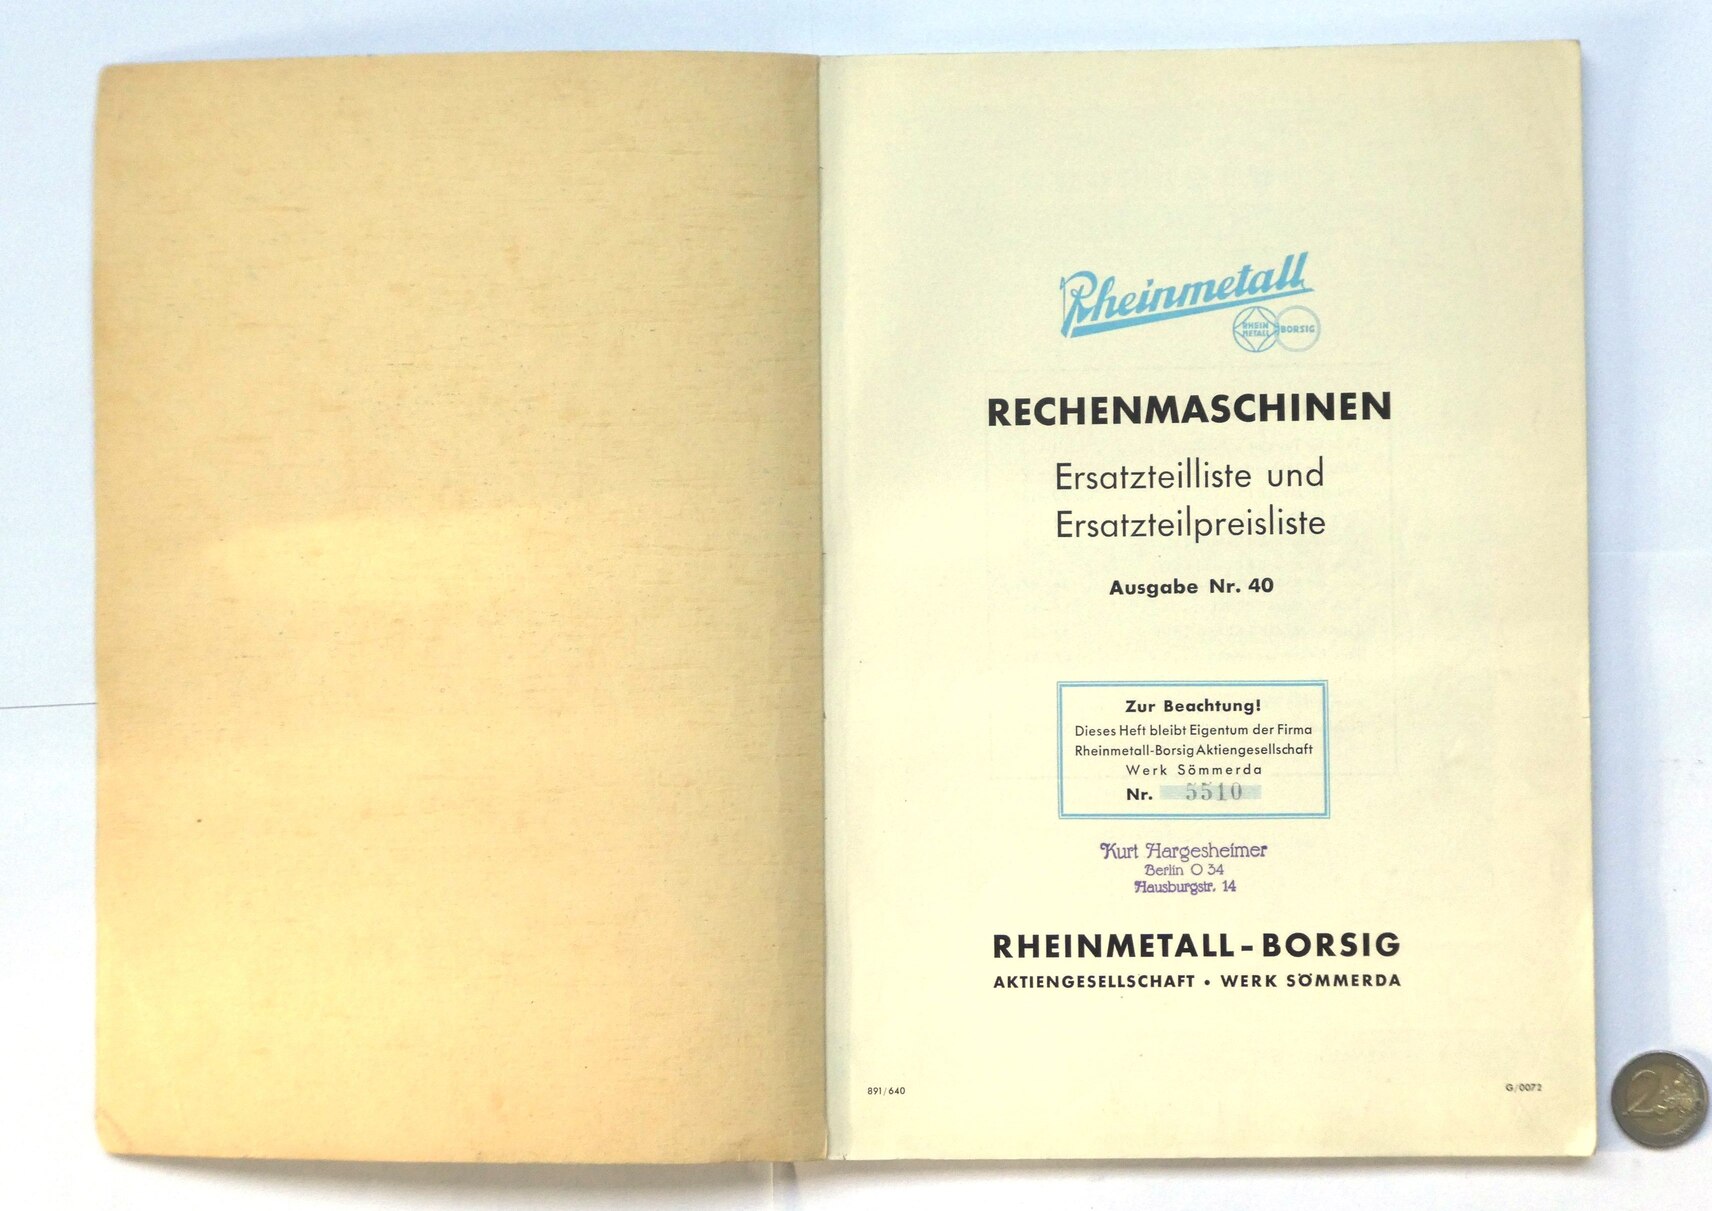 Rheinmetall
RHEIN
METALL
BORSIG
RECHENMASCHINEN
Ersatzteilliste und
Ersatzteilpreisliste
Ausgabe Nr. 40
Zur Beachtung!
Dieses Heft bleibt Eigentum der Firma
Rheinmetall-Borsig Aktiengesellschaft
Werk Sömmerda
Nr. 5510
Kurt Hargesheimer
Berlin O 34
Hausburgstr. 14
RHEINMETALL-BORSIG
AKTIENGESELLSCHAFT • WERK SÖMMERDA
891/640
G/0072
2